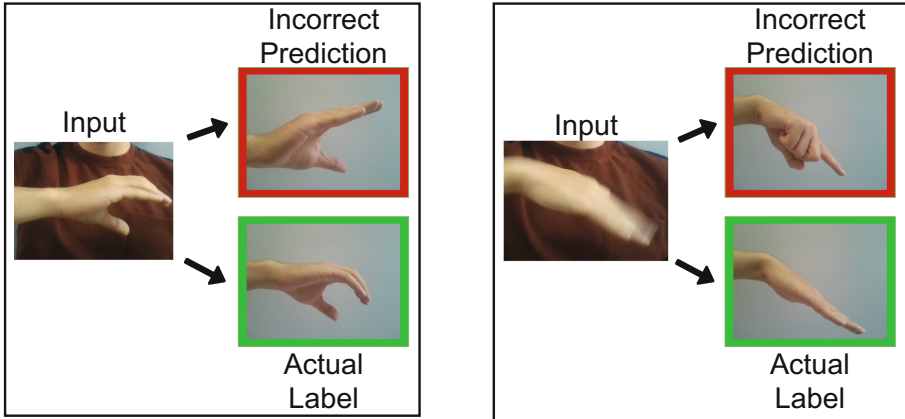 Incorrect
Prediction
Input
Actual
Label
Incorrect
Prediction
Input
Actual
Label